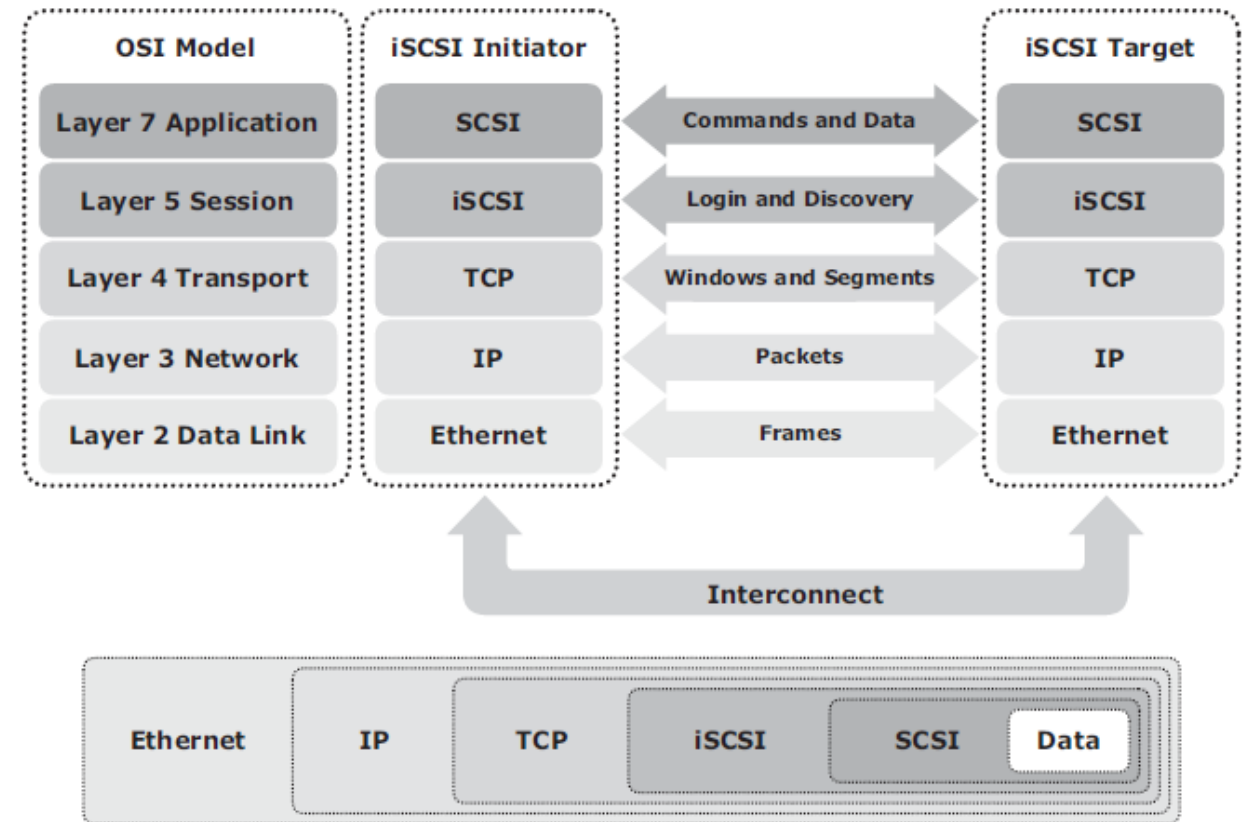 OSI Model
iSCSI Initiator
iSCSI Target
Layer 7 Application
SCSI
Commands and Data
SCSI
Layer 5 Session
iSCSI
Login and Discovery
iSCSI
Layer 4 Transport
TCP
Windows and Segments
TCP
Layer 3 Network
IP
Packets
IP
Layer 2 Data Link
Ethernet
Frames
Ethernet
Interconnect
Ethernet
IP
TCP
iSCSI
SCSI
Data